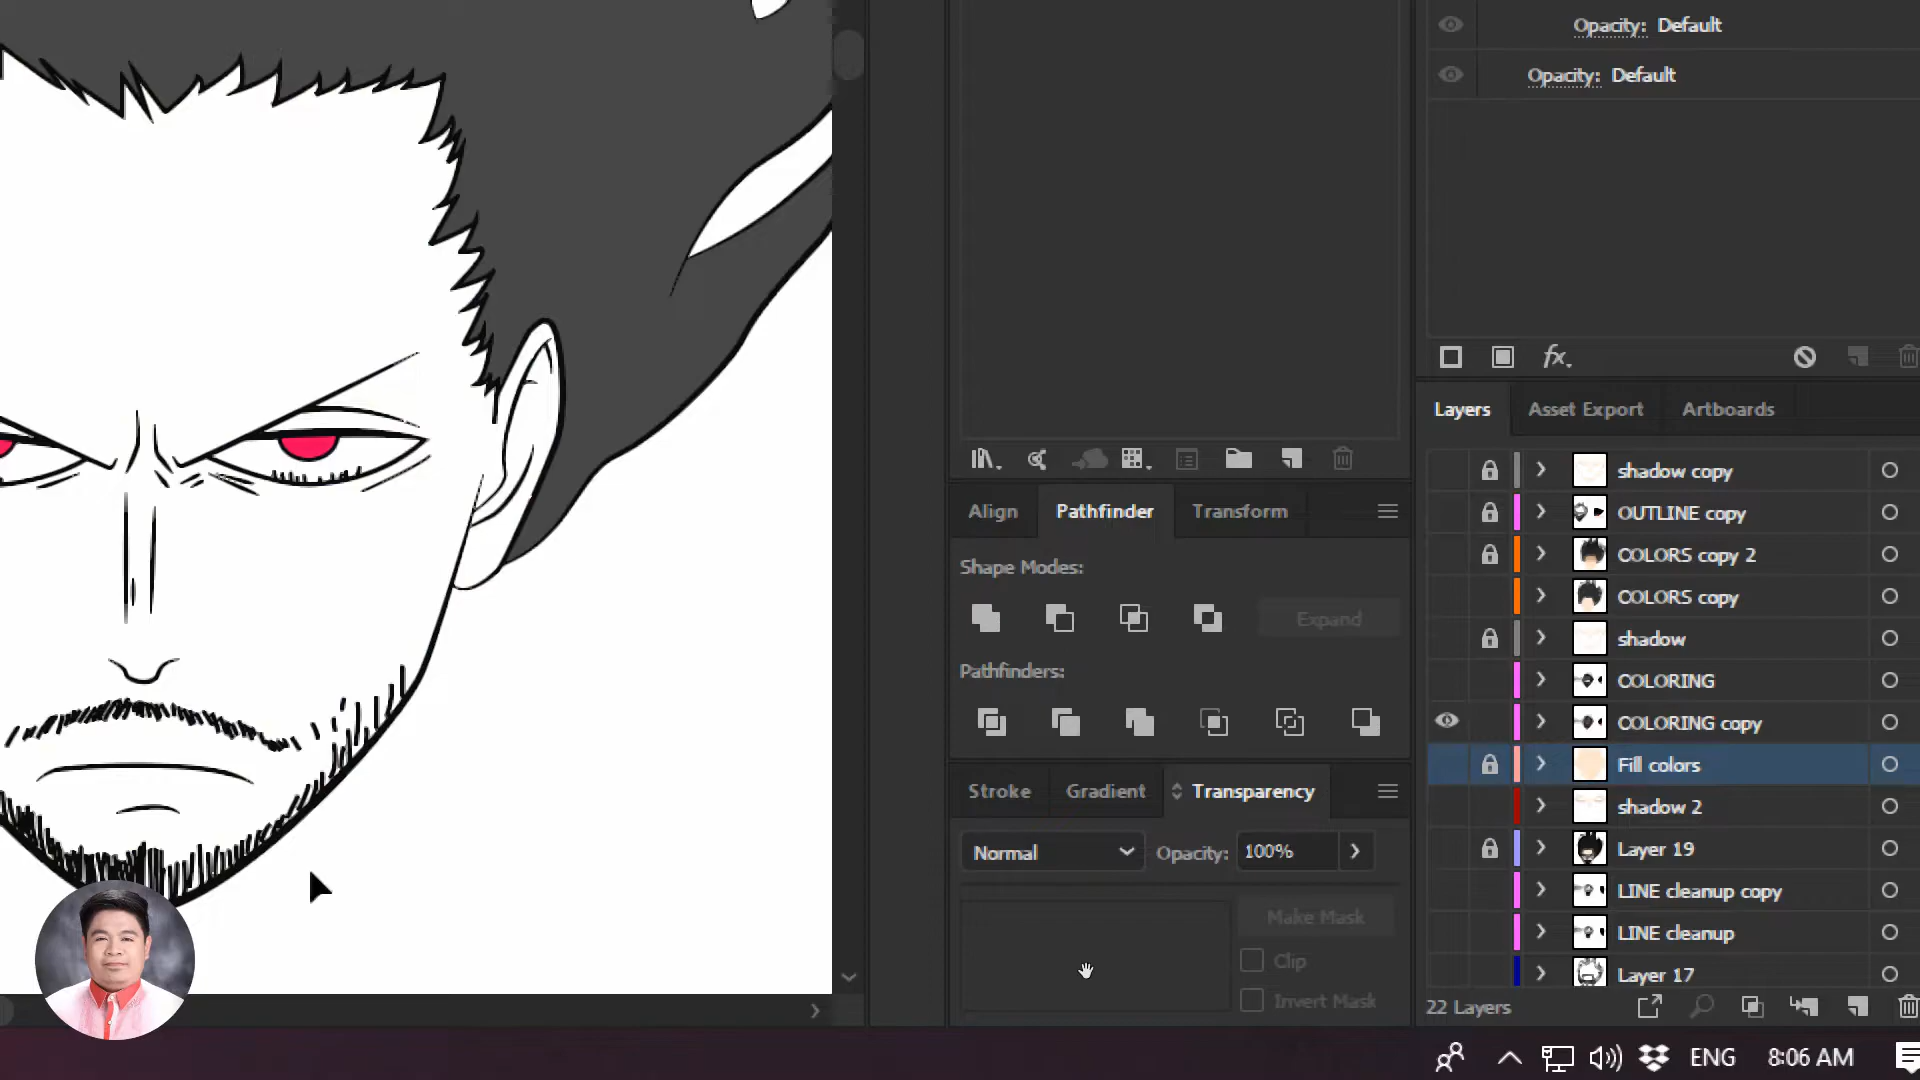 Opacity: Default
Opacity: Default
fx.
Layers Asset Export Artboards
shadow copy
OUTLINE copy
COLORS copy 2
COLORS copy
shadow
COLORING
COLORING copy
Fill colors
shadow 2
Layer 19
LINE cleanup copy
LINE cleanup
Layer 17
22 Layers
Align Pathfinder Transform
Shape Modes:
Expand
Pathfinders:
Stroke Gradient Transparency
Normal Opacity: 100%
Make Mask
Clip
Invert Mask
ENG 8:06 AM